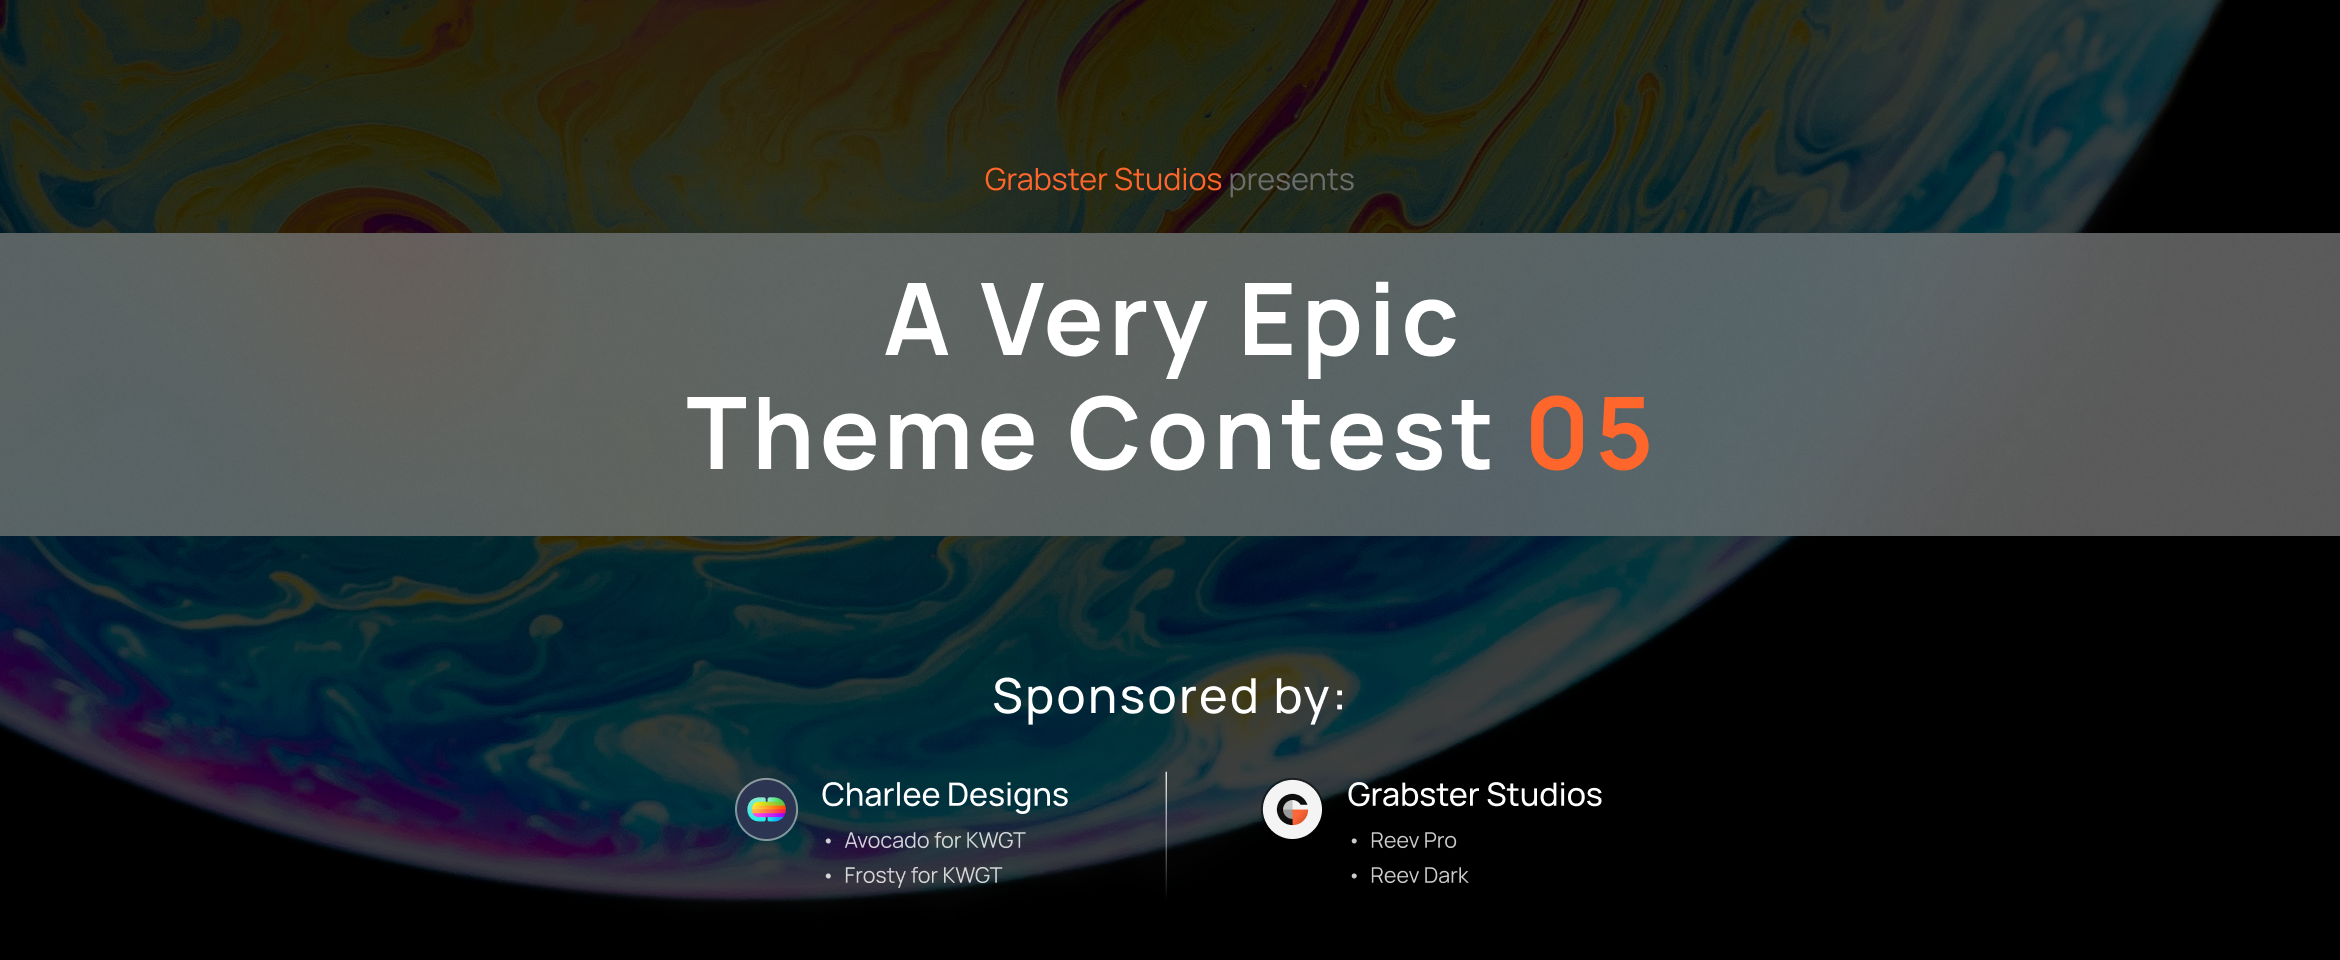 Grabster Studios presents
A Very Epic
Theme Contest 05
Sponsored by:
Charlee Designs
• Avocado for KWGT
• Frosty for KWGT
Grabster Studios
• Reev Pro
• Reev Dark